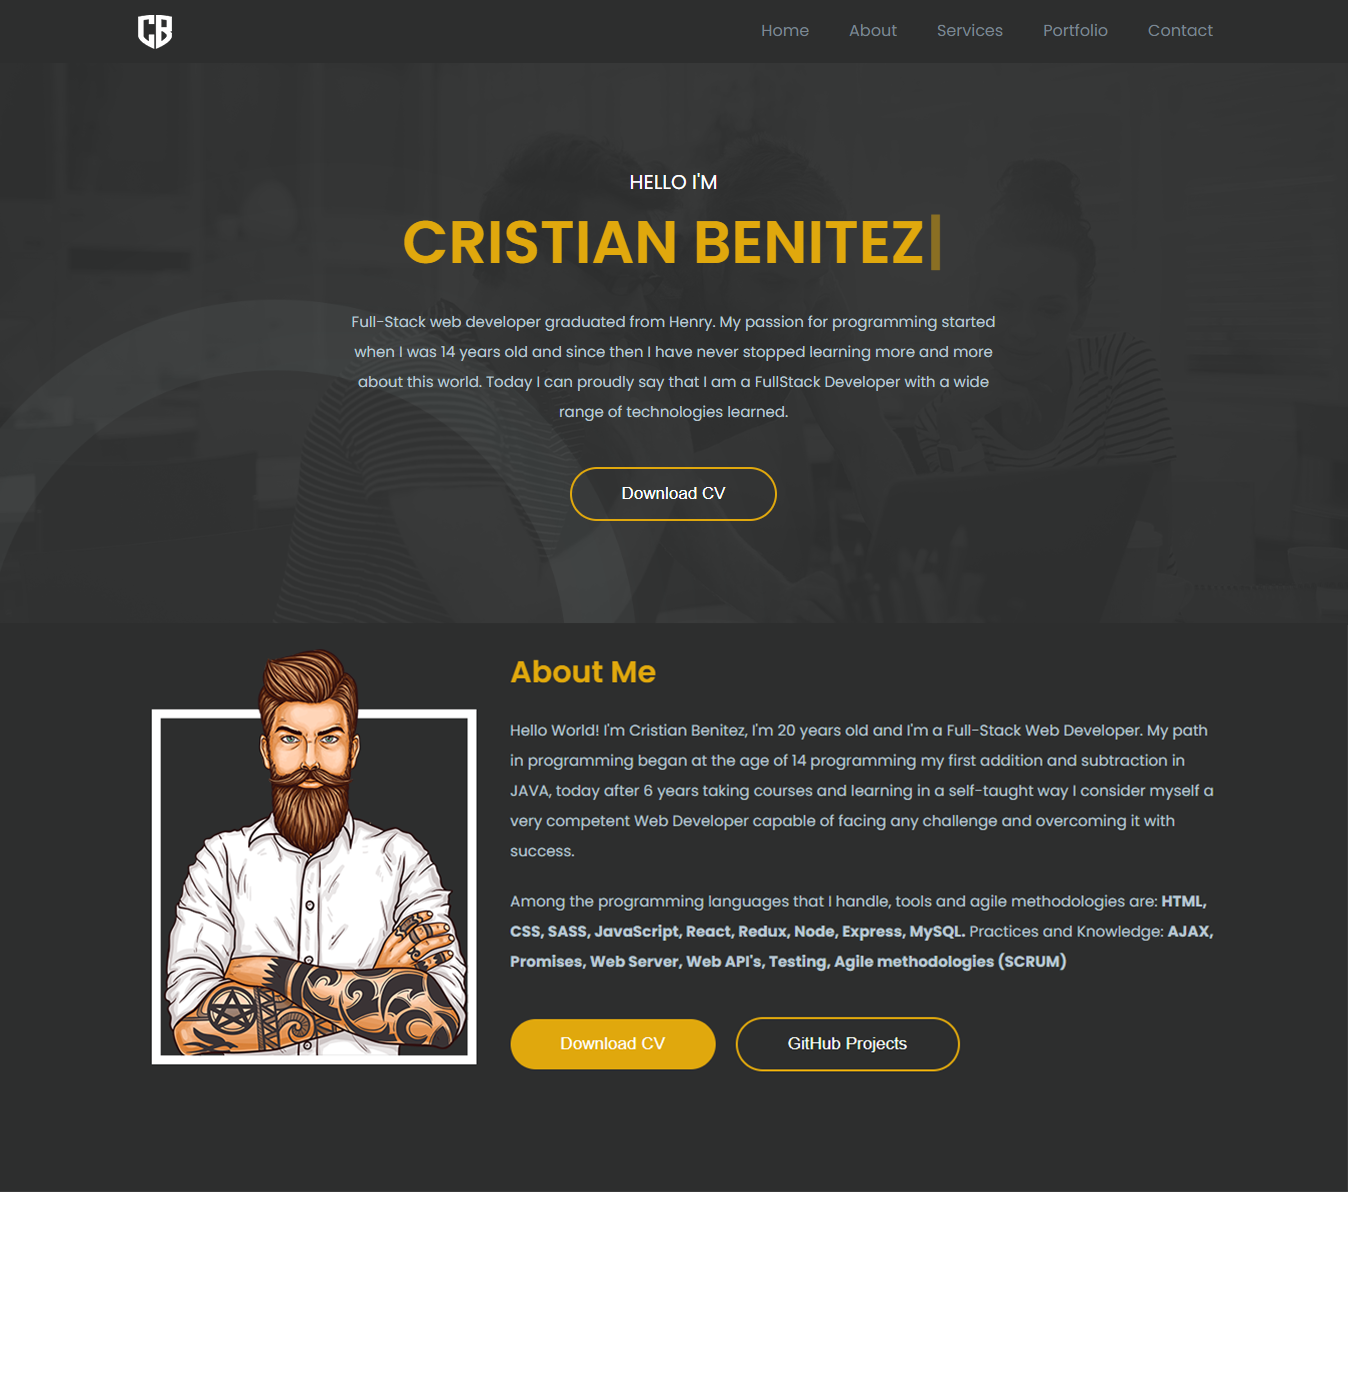 CB
Home About Services Portfolio Contact
HELLO I'M
CRISTIAN BENITEZ
Full-Stack web developer graduated from Henry. My passion for programming started
when I was 14 years old and since then I have never stopped learning more and more
about this world. Today I can proudly say that I am a FullStack Developer with a wide
range of technologies learned.
Download CV
About Me
Hello World! I'm Cristian Benitez, I'm 20 years old and I'm a Full-Stack Web Developer. My path
in programming began at the age of 14 programming my first addition and subtraction in
JAVA, today after 6 years taking courses and learning in a self-taught way I consider myself a
very competent Web Developer capable of facing any challenge and overcoming it with
success.
Among the programming languages that I handle, tools and agile methodologies are: HTML,
CSS, SASS, JavaScript, React, Redux, Node, Express, MySQL. Practices and Knowledge: AJAX,
Promises, Web Server, Web API's, Testing, Agile methodologies (SCRUM)
Download CV GitHub Projects